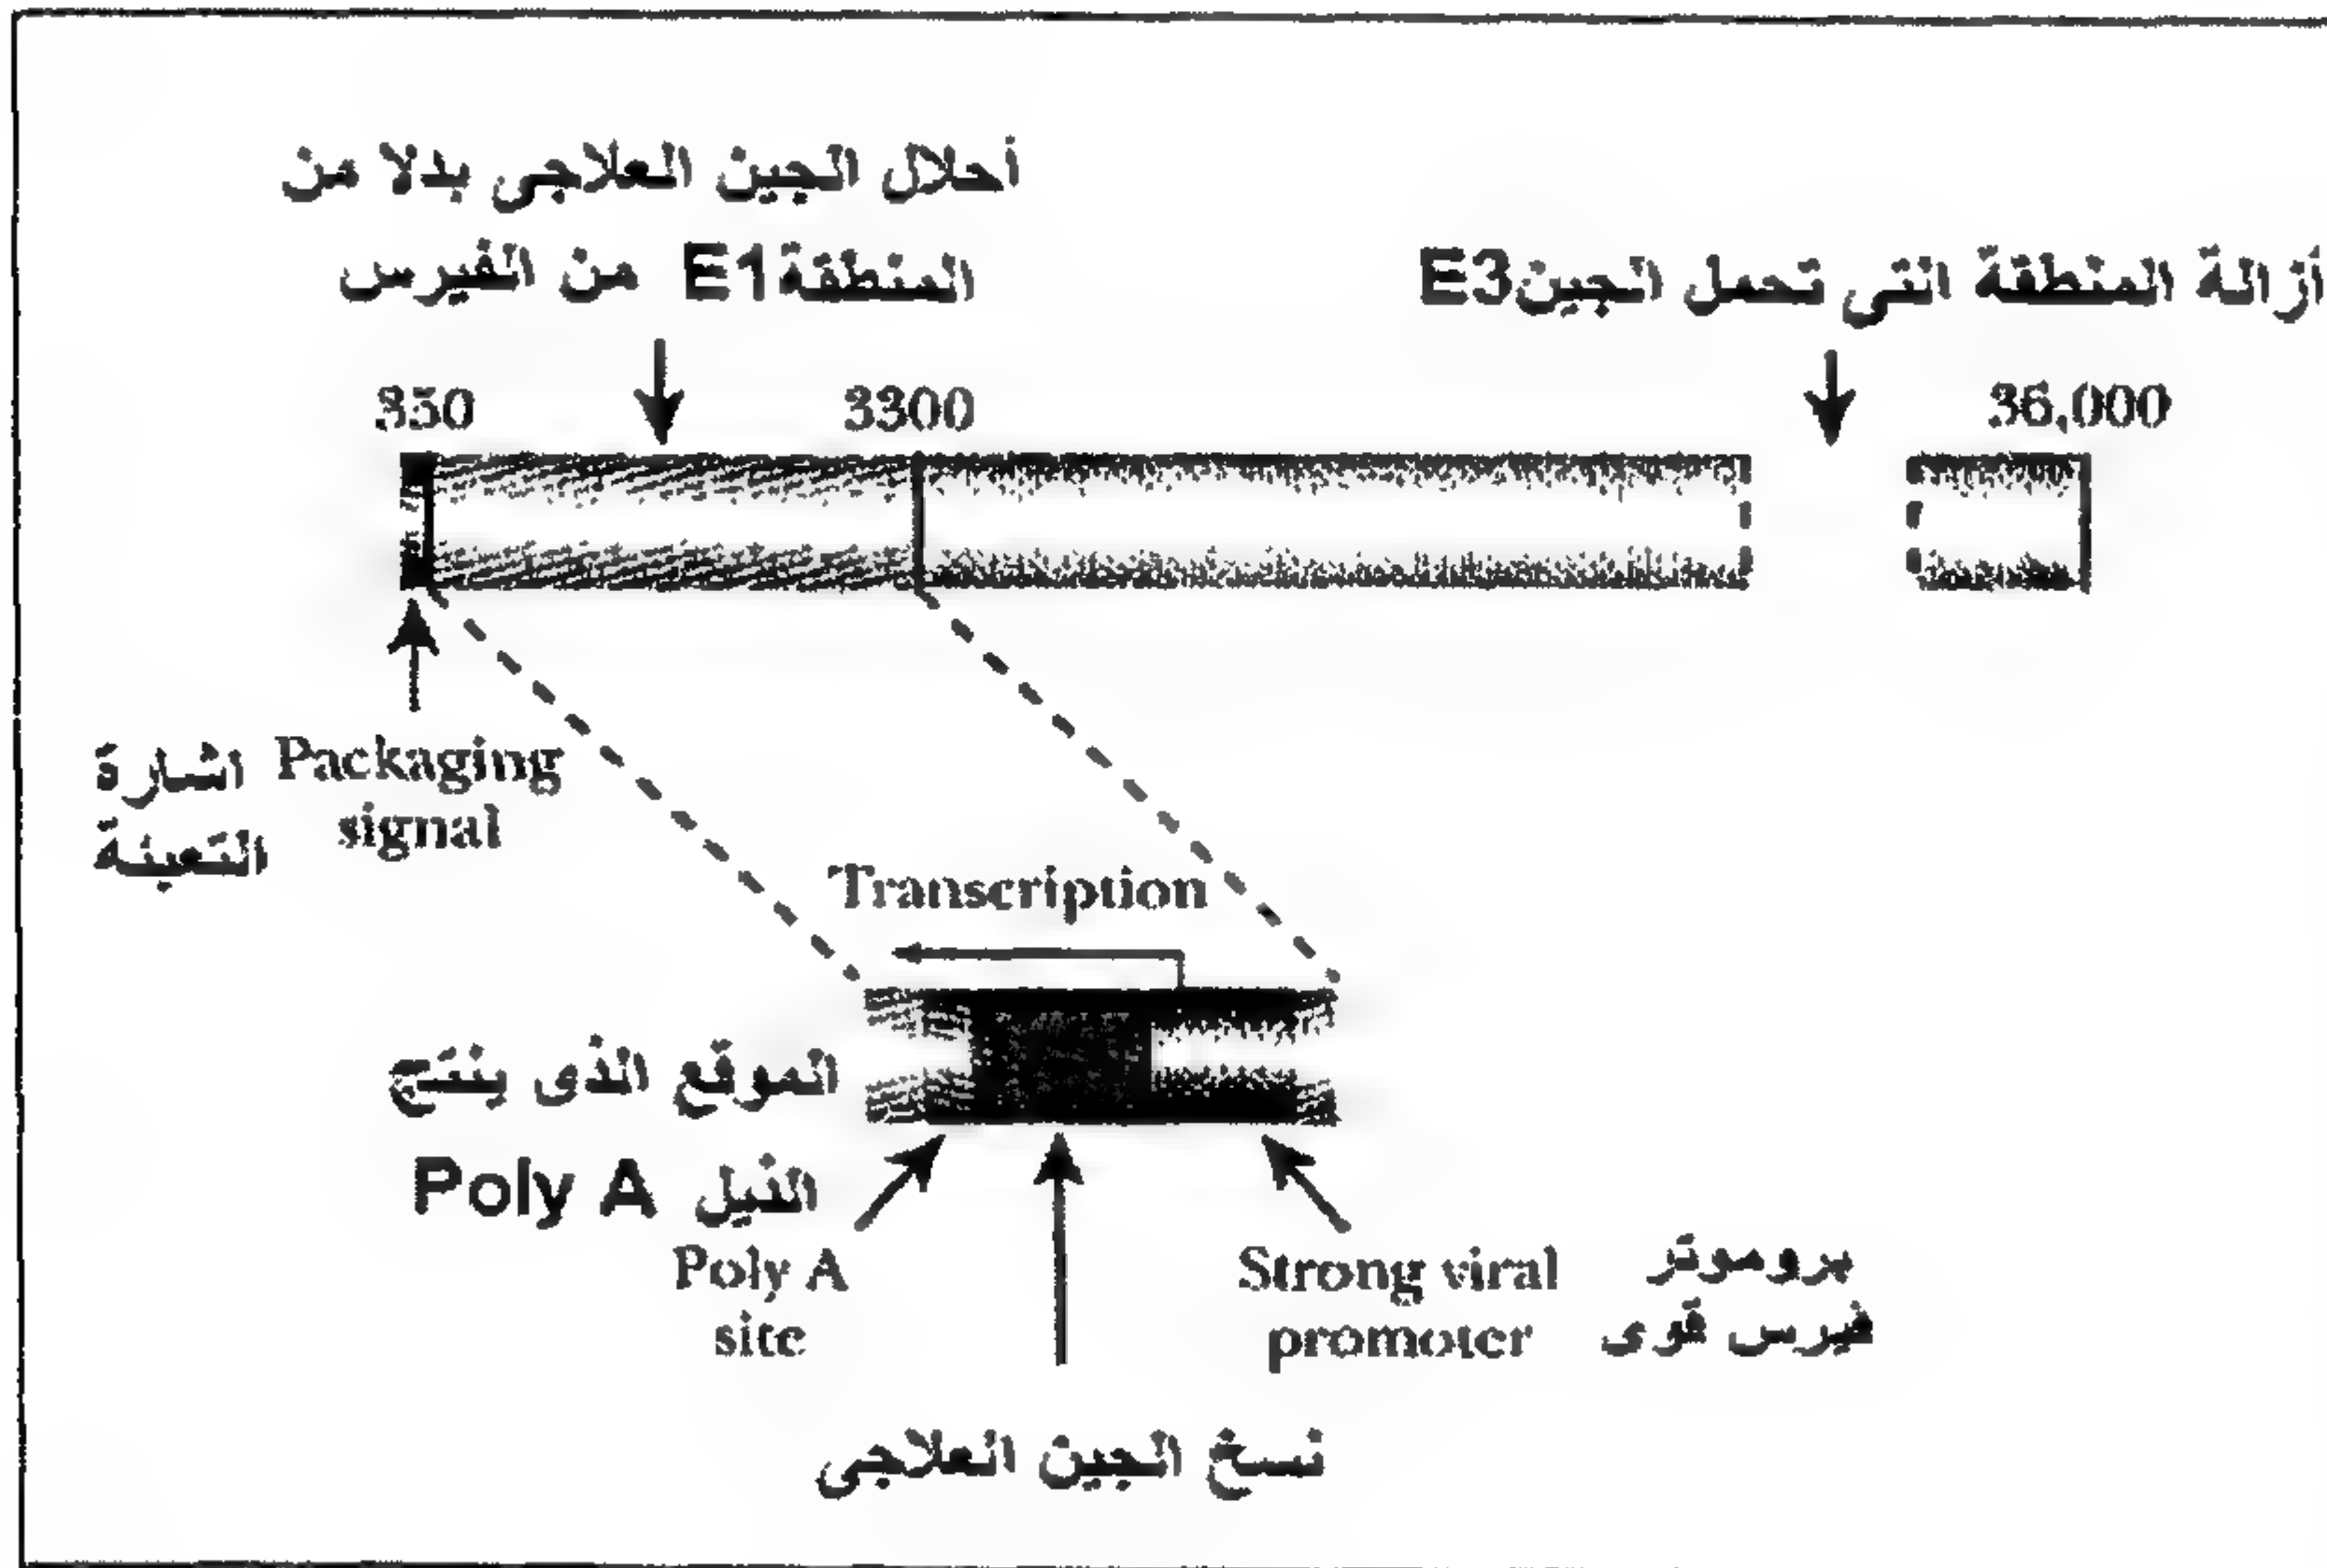 أحلال الجين العلاجى بدلا من
المنطقة E1 من الفيرس
أزالة المنطقة التى تحمل الجين E3
350
3300
36,000
اشارة
التعبئة
Packaging
signal
Transcription
الموقع الذى ينتج
الذيل Poly A
Poly A
site
Strong viral
promoter
بروموتر
فيرس قوى
نسخ الجين العلاجى